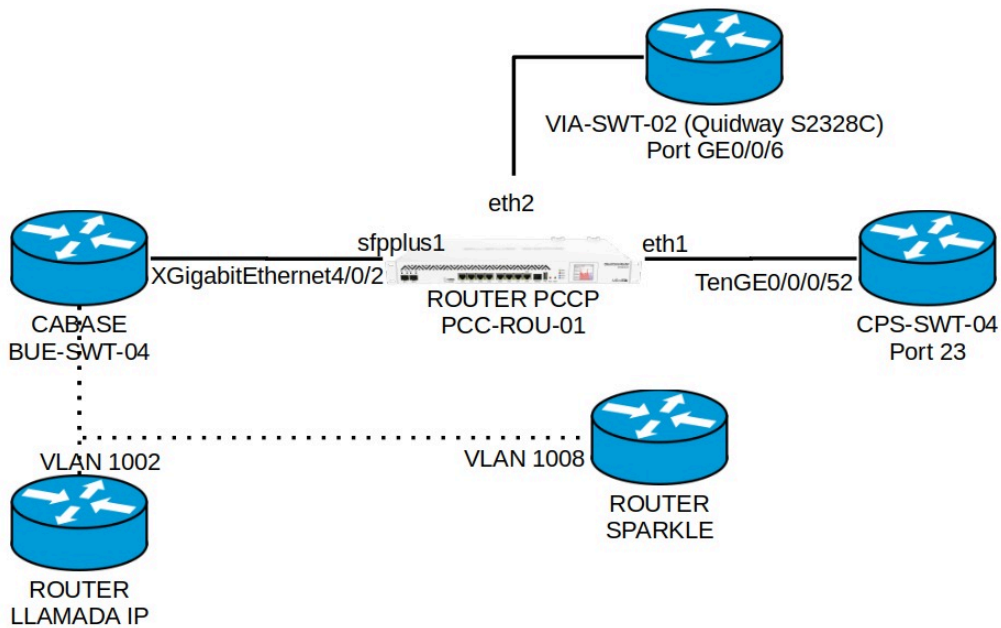 VIA-SWT-02 (Quidway S2328C)
Port GE0/0/6
eth2
sfpplus1
eth1
XGigabitEthernet4/0/2
TenGE0/0/0/52
ROUTER PCCP
PCC-ROU-01
CABASE
BUE-SWT-04
CPS-SWT-04
Port 23
VLAN 1002
VLAN 1008
ROUTER
SPARKLE
ROUTER
LLAMADA IP